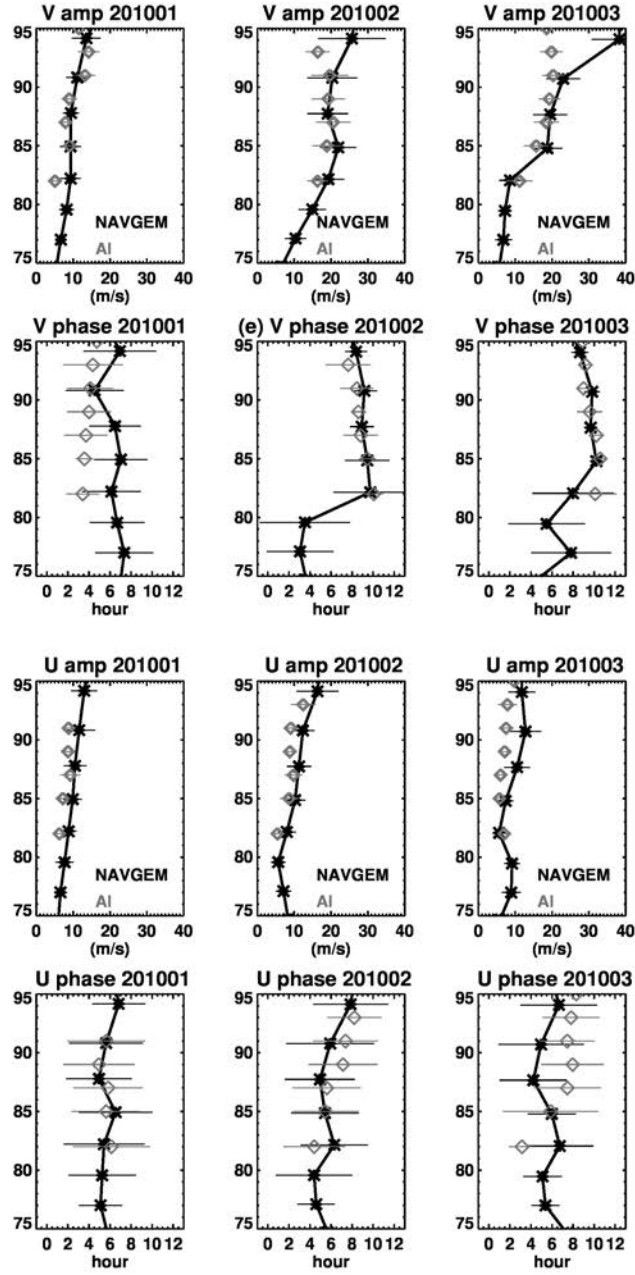 V amp 201001 V amp 201002 V amp 201003
95 95 95
90 90 90
85 85 85
80 80 80
75 75 75
NAVGEM NAVGEM NAVGEM
AI AI AI
0 10 20 30 40 0 10 20 30 40 0 10 20 30 40
(m/s) (m/s) (m/s)
V phase 201001 (e) V phase 201002 V phase 201003
95 95 95
90 90 90
85 85 85
80 80 80
75 75 75
0 2 4 6 8 10 12 0 2 4 6 8 10 12 0 2 4 6 8 10 12
hour hour hour
U amp 201001 U amp 201002 U amp 201003
95 95 95
90 90 90
85 85 85
80 80 80
75 75 75
NAVGEM NAVGEM NAVGEM
AI AI AI
0 10 20 30 40 0 10 20 30 40 0 10 20 30 40
(m/s) (m/s) (m/s)
U phase 201001 U phase 201002 U phase 201003
95 95 95
90 90 90
85 85 85
80 80 80
75 75 75
0 2 4 6 8 10 12 0 2 4 6 8 10 12 0 2 4 6 8 10 12
hour hour hour